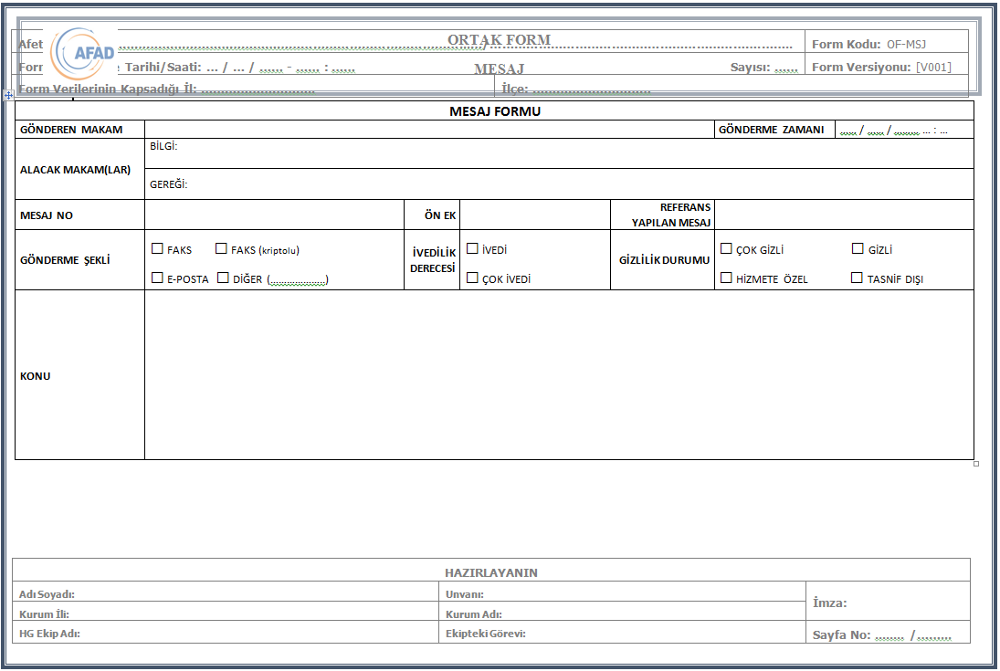 ORTAK FORM
Afet ........................................................................................................ / ........................................................................................ Form Kodu: OF-MSJ
AFAD
Form Tarihi/Saati: ... / ... / ...... - ...... : ...... MESAJ Sayısı: ...... Form Versiyonu: [V001]
Form Verilerinin Kapsadığı İl: ............................. İlçe: ..............................
MESAJ FORMU
GÖNDEREN MAKAM GÖNDERME ZAMANI ..... / ..... / ........ ... : ...
ALACAK MAKAM(LAR) BİLGİ:
GEREĞİ:
MESAJ NO ÖN EK REFERANS
YAPILAN MESAJ
GÖNDERME ŞEKLİ ☐ FAKS ☐ FAKS (kriptolu) İVEDİLİK ☐ İVEDİ GİZLİLİK DURUMU ☐ ÇOK GİZLİ ☐ GİZLİ
☐ E-POSTA ☐ DİĞER (...................) DERECESİ ☐ ÇOK İVEDİ ☐ HİZMETE ÖZEL ☐ TASNİF DIŞI
KONU
HAZIRLAYANIN
Adı Soyadı: Unvanı: İmza:
Kurum İli: Kurum Adı:
HG Ekip Adı: Ekipteki Görevi: Sayfa No: ........ / .........